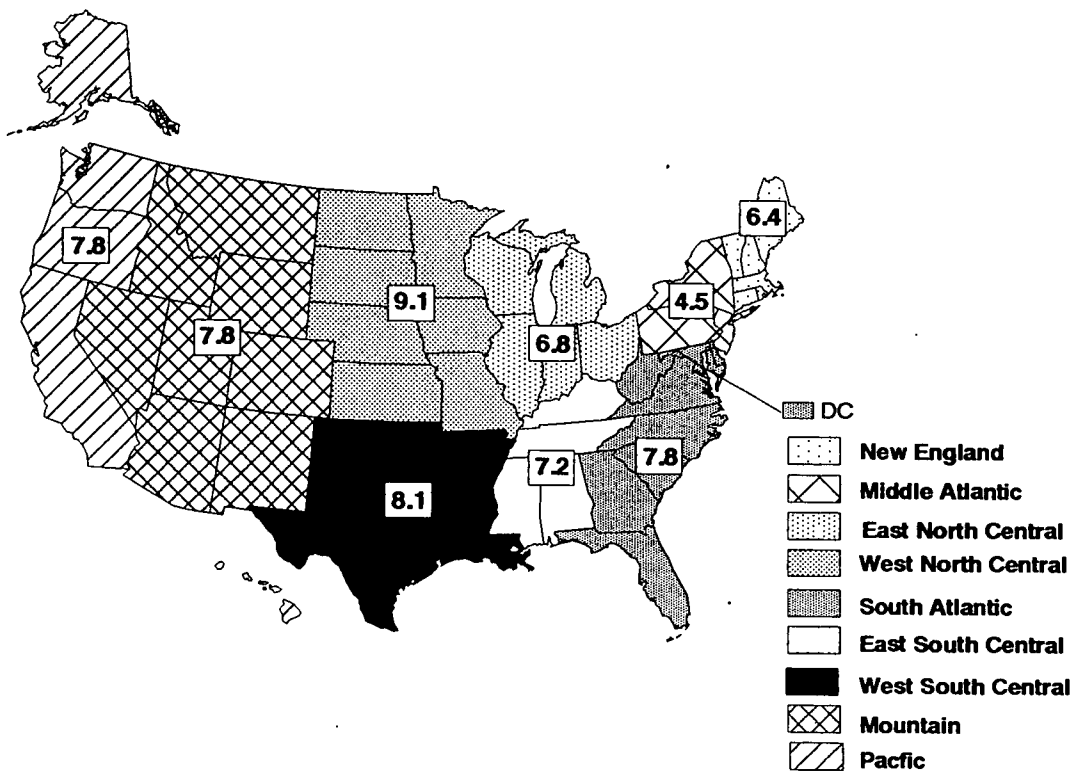 6.4
7.8
4.5
9.1
7.8
6.8
DC
7.2
7.8
8.1
New England
Middle Atlantic
East North Central
West North Central
South Atlantic
East South Central
West South Central
Mountain
Pacfic